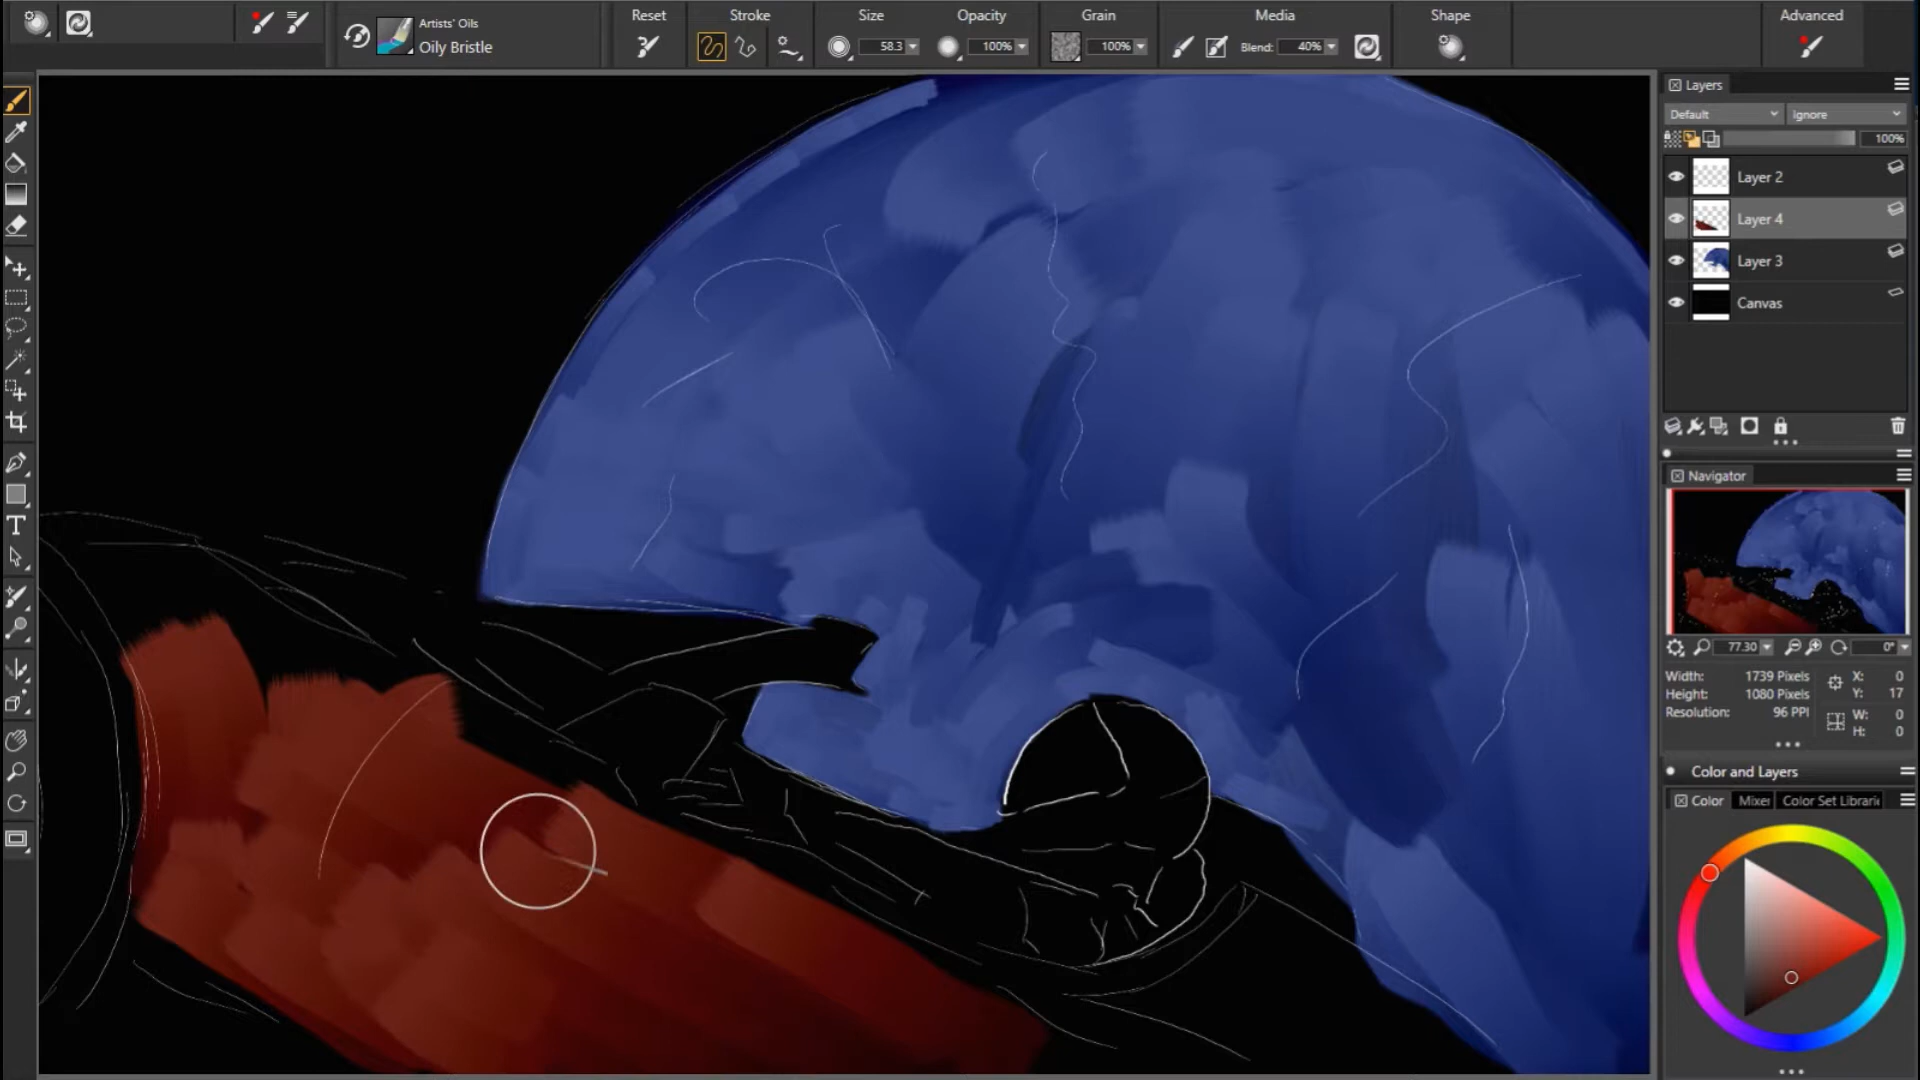 Reset
Stroke
Size
Opacity
Grain
Media
Shape
Advanced
Artists' Oils
Oily Bristle
58.3
100%
100%
Blend: 40%
Layers
Default
Ignore
100%
Layer 2
Layer 4
Layer 3
Canvas
Navigator
77.30
0°
Width: 1739 Pixels
Height: 1080 Pixels
Resolution: 96 PPI
X: 0
Y: 17
W: 0
H: 0
Color and Layers
Color
Mixer
Color Set Librarie
T